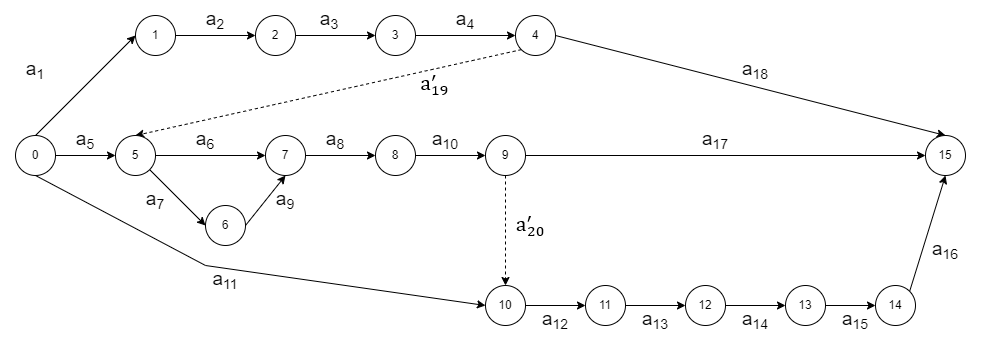 a₁
1
a₂
2
a₃
3
a₄
4
a₁₈
a′₁₉
0
a₅
5
a₆
7
a₈
8
a₁₀
9
a₁₇
15
a₇
6
a₉
a′₂₀
a₁₁
10
a₁₂
11
a₁₃
12
a₁₄
13
a₁₅
14
a₁₆